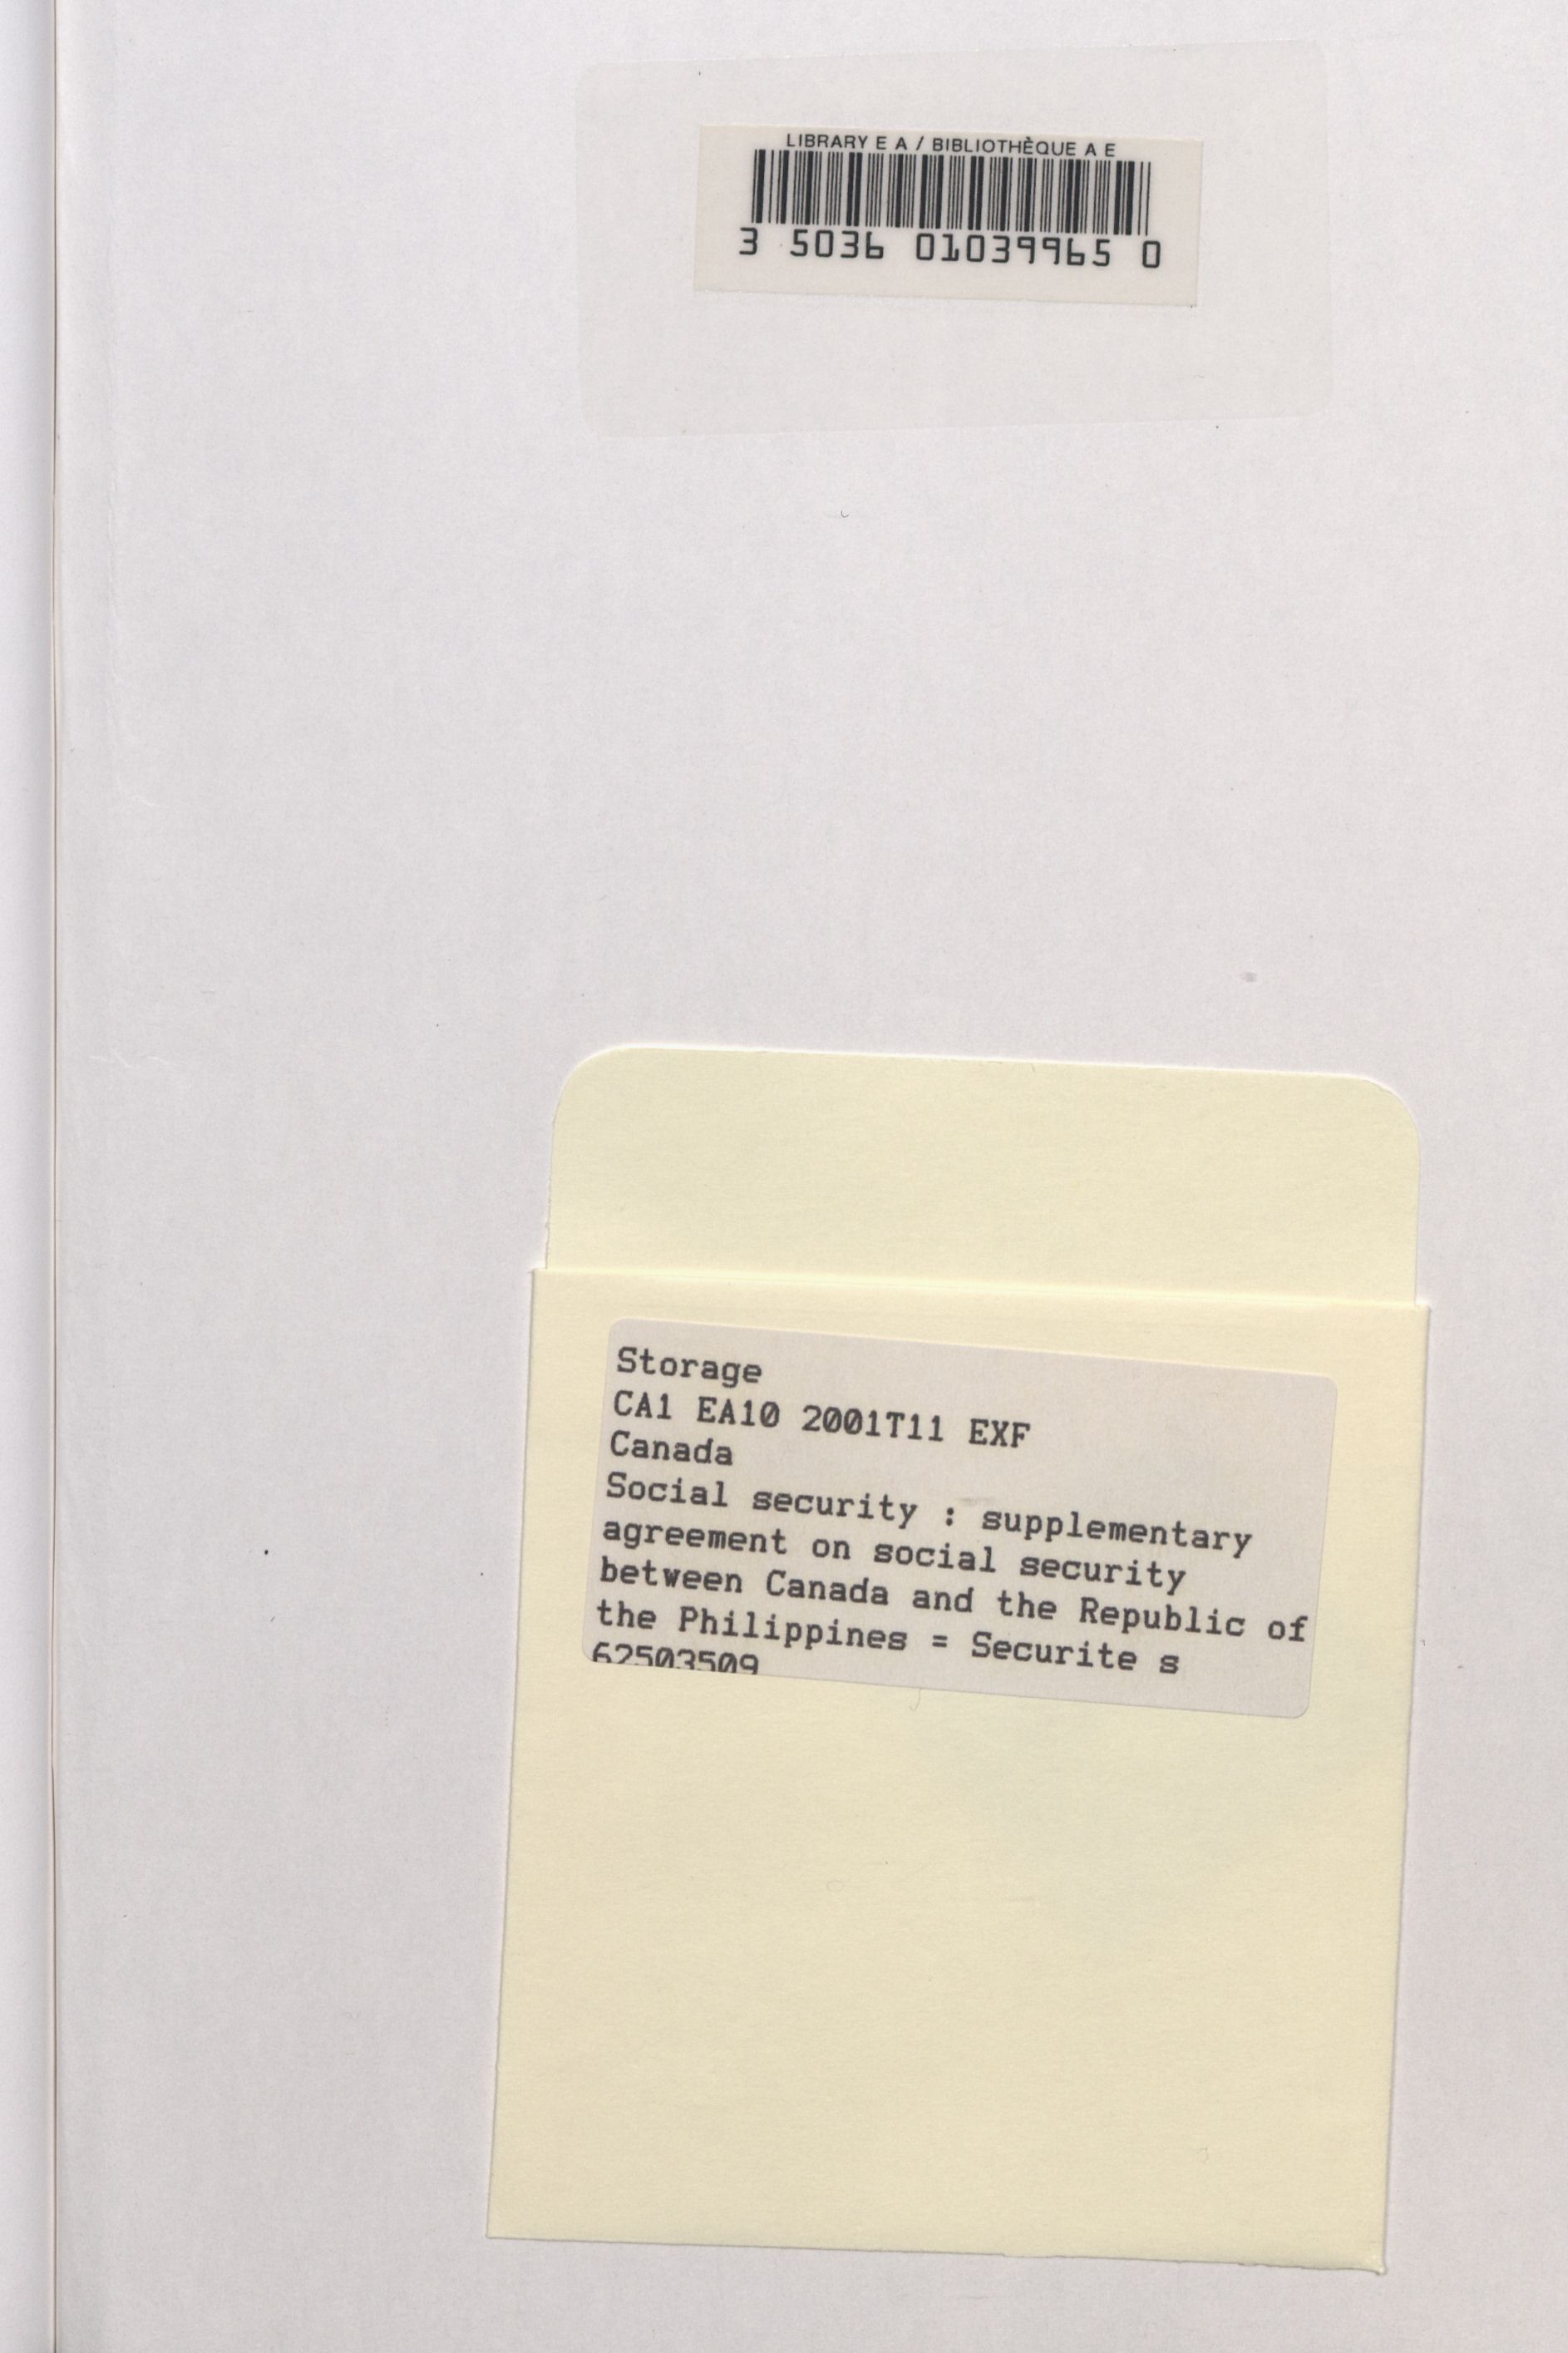 LIBRARY E A / BIBLIOTHÈQUE A E
3 5036 01039965 0
Storage
CA1 EA10 2001T11 EXF
Canada
Social security : supplementary
agreement on social security
between Canada and the Republic of
the Philippines = Securite s
62503509